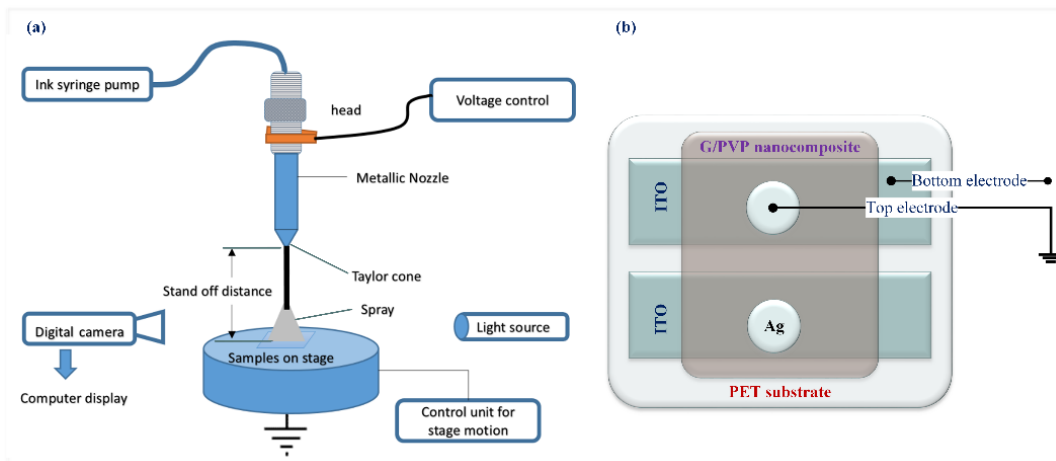 (a)
Ink syringe pump
head
Voltage control
Metallic Nozzle
Taylor cone
Stand off distance
Spray
Digital camera
Light source
Samples on stage
Computer display
Control unit for
stage motion
(b)
G/PVP nanocomposite
ITO
Bottom electrode
Top electrode
ITO
Ag
PET substrate